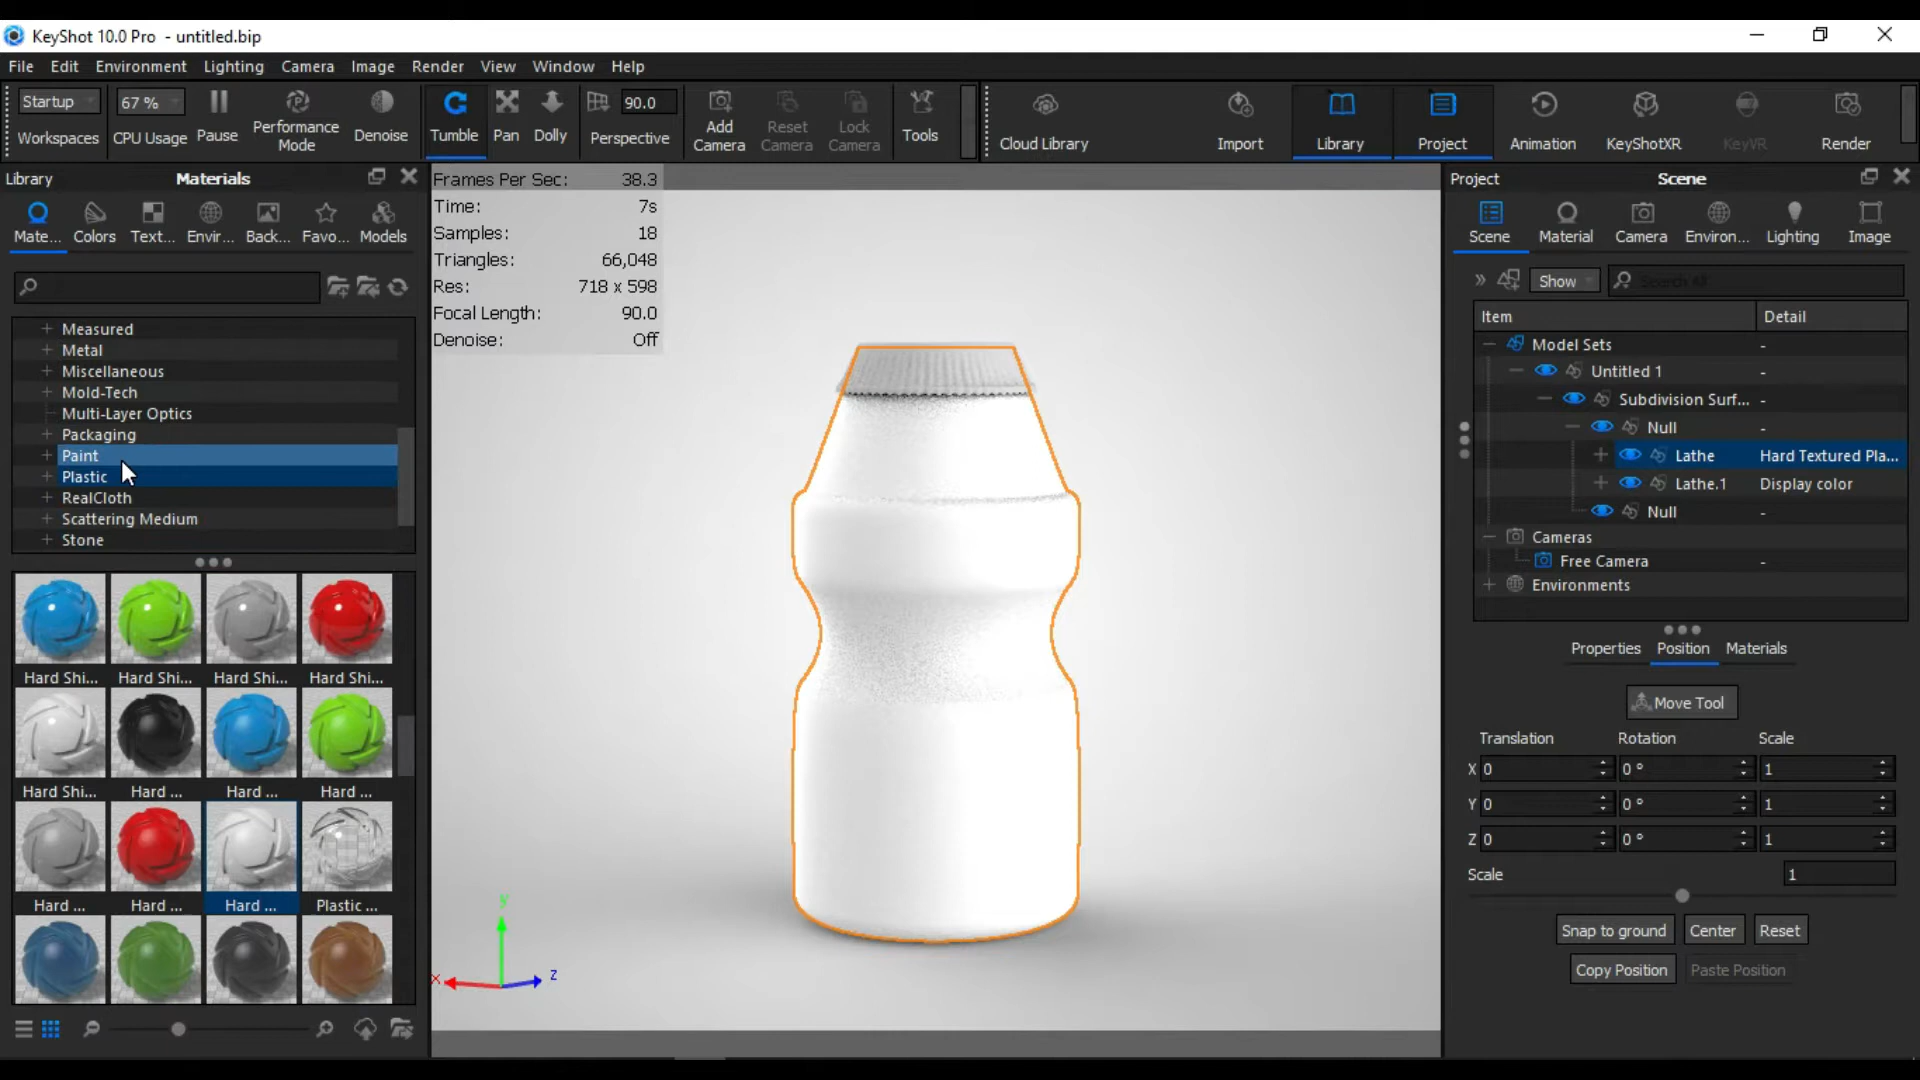 KeyShot 10.0 Pro - untitled.bip
File Edit Environment Lighting Camera Image Render View Window Help
Startup
Workspaces
67 %
CPU Usage
Pause
Performance
Mode
Denoise
Tumble
Pan
Dolly
90.0
Perspective
Add
Camera
Reset
Camera
Lock
Camera
Tools
Cloud Library
Import
Library
Project
Animation
KeyShotXR
KeyVR
Render
Library
Materials
Mate...
Colors
Text...
Envir...
Back...
Favo...
Models
Measured
Metal
Miscellaneous
Mold-Tech
Multi-Layer Optics
Packaging
Paint
Plastic
RealCloth
Scattering Medium
Stone
Hard Shi... Hard Shi... Hard Shi... Hard Shi...
Hard Shi... Hard ... Hard ... Hard ...
Hard ... Hard ... Hard ... Plastic ...
Frames Per Sec: 38.3
Time: 7s
Samples: 18
Triangles: 66,048
Res: 718 x 598
Focal Length: 90.0
Denoise: Off
y
x
z
Project
Scene
Scene
Material
Camera
Environ...
Lighting
Image
Show
Item Detail
Model Sets -
Untitled 1 -
Subdivision Surf... -
Null -
Lathe Hard Textured Pla...
Lathe.1 Display color
Null -
Cameras -
Free Camera -
Environments -
Properties Position Materials
Move Tool
Translation Rotation Scale
X 0 0 ° 1
Y 0 0 ° 1
Z 0 0 ° 1
Scale 1
Snap to ground Center Reset
Copy Position Paste Position